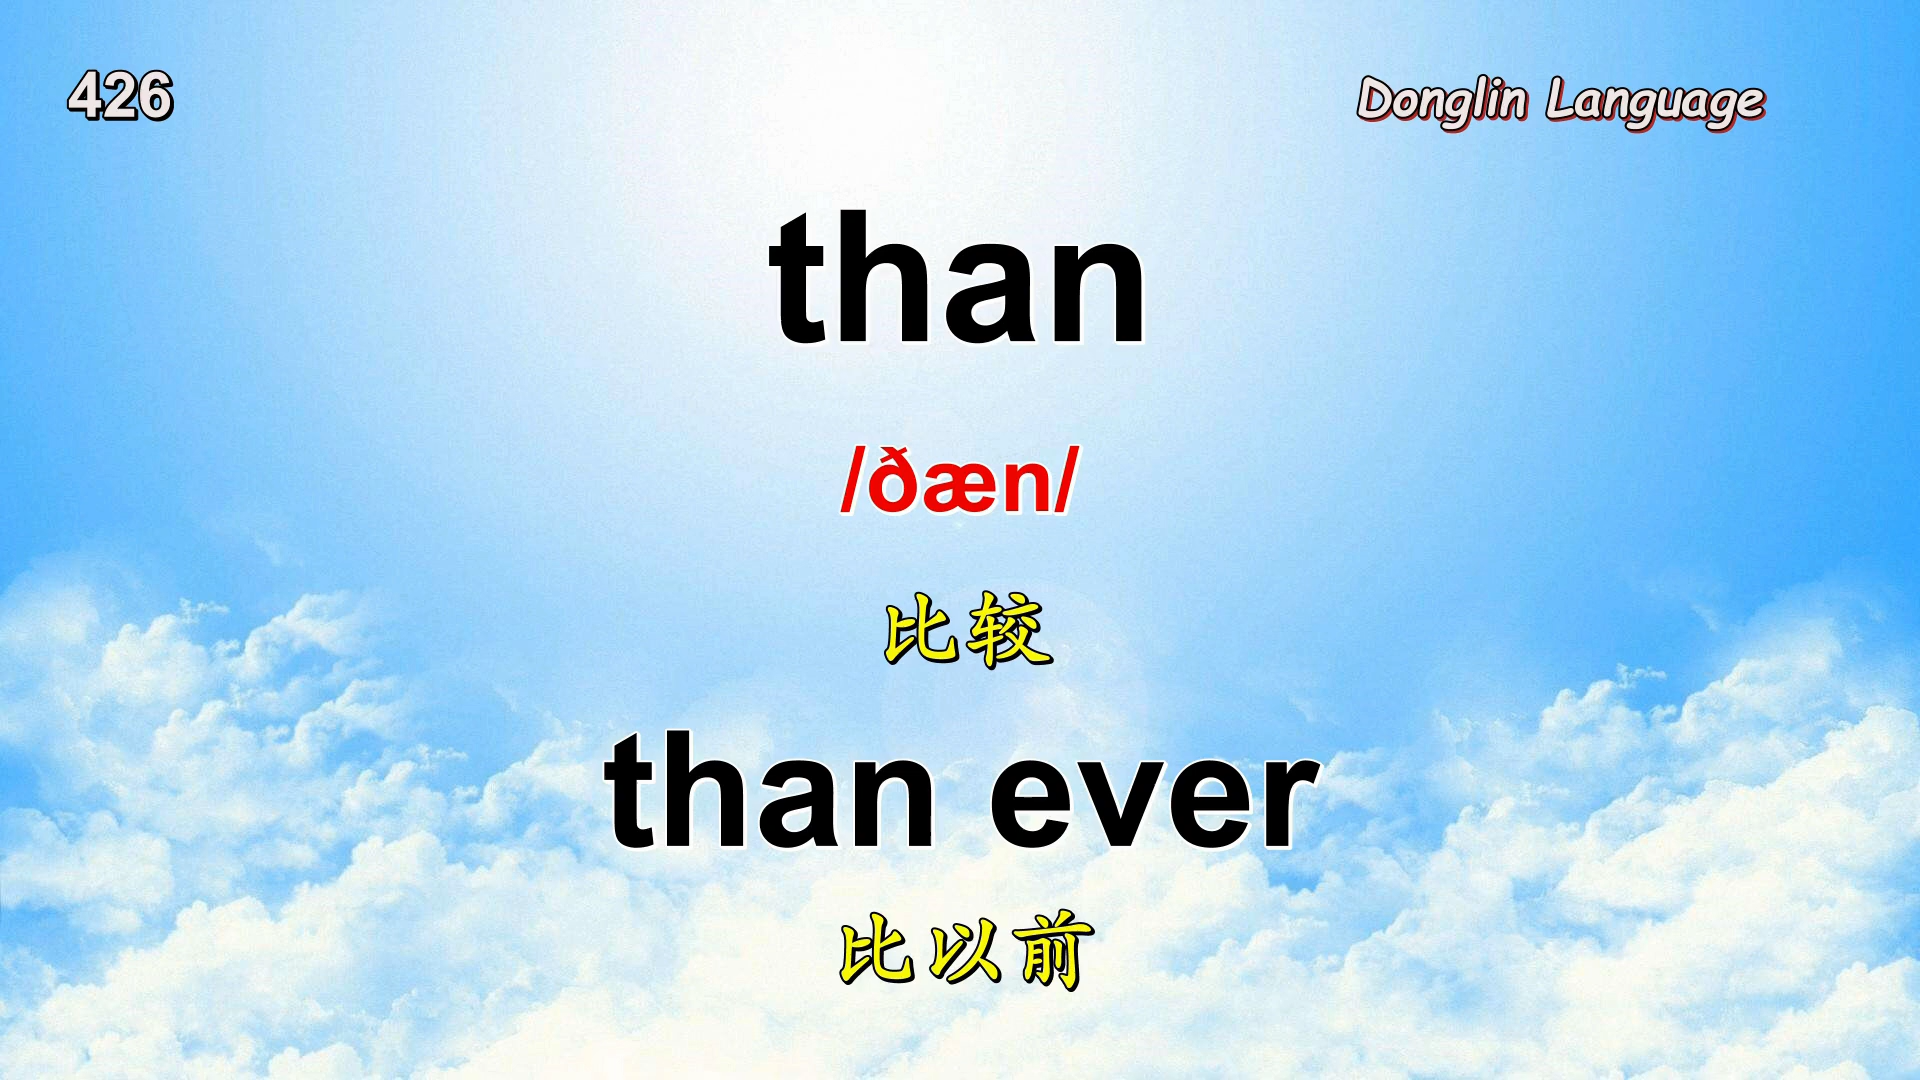 426
Donglin Language
than
/ðæn/
比较
than ever
比以前